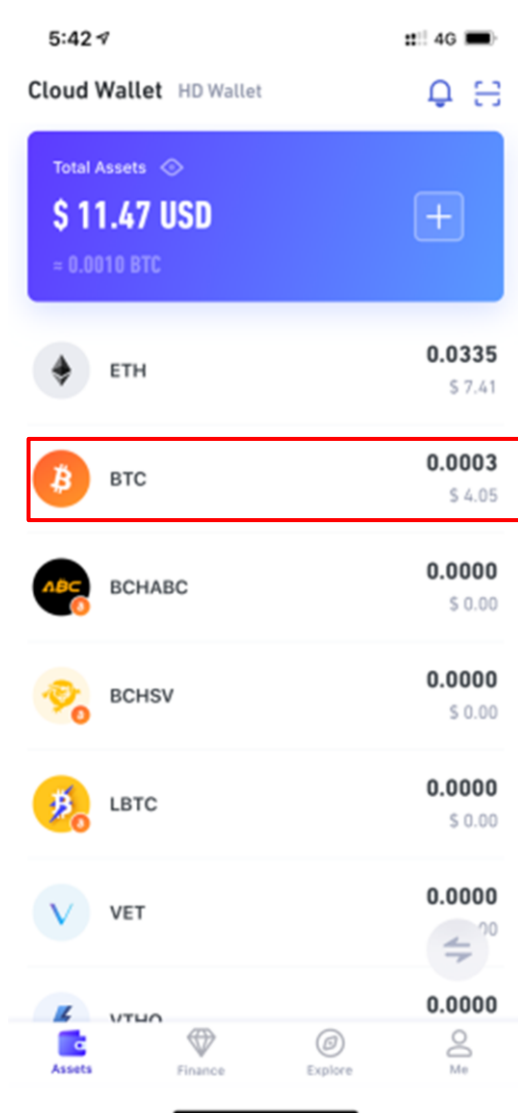 5:42
4G
Cloud Wallet HD Wallet
Total Assets
$ 11.47 USD
≈ 0.0010 BTC
ETH
0.0335
$ 7.41
BTC
0.0003
$ 4.05
ABC
BCHABC
0.0000
$ 0.00
BCHSV
0.0000
$ 0.00
LBTC
0.0000
$ 0.00
VET
0.0000
00
VTHO
0.0000
Assets
Finance
Explore
Me